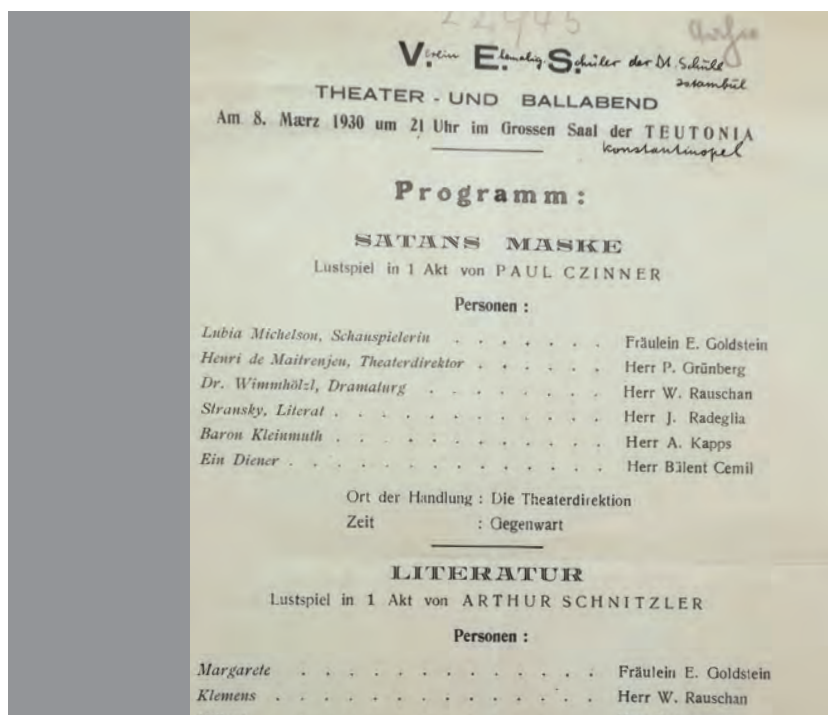 22945
V.erein E.hemalig. S.chüler der Dt. Schule
Istambul
THEATER - UND BALLABEND
Am 8. Mærz 1930 um 21 Uhr im Grossen Saal der TEUTONIA
Konstantinopel
Programm :
SATANS MASKE
Lustspiel in 1 Akt von PAUL CZINNER
Personen :
Lubia Michelson, Schauspielerin . . . . . . Fräulein E. Goldstein
Henri de Maitrenjeu, Theaterdirektor . . . . . . Herr P. Grünberg
Dr. Wimmhölzl, Dramaturg . . . . . . . . Herr W. Rauschan
Stransky, Literat . . . . . . . . . . . Herr J. Radeglia
Baron Kleinmuth . . . . . . . . . . . Herr A. Kapps
Ein Diener . . . . . . . . . . . . . Herr Bülent Cemil
Ort der Handlung : Die Theaterdirektion
Zeit : Gegenwart
LITERATUR
Lustspiel in 1 Akt von ARTHUR SCHNITZLER
Personen :
Margarete . . . . . . . . . . . . . Fräulein E. Goldstein
Klemens . . . . . . . . . . . . . . Herr W. Rauschan